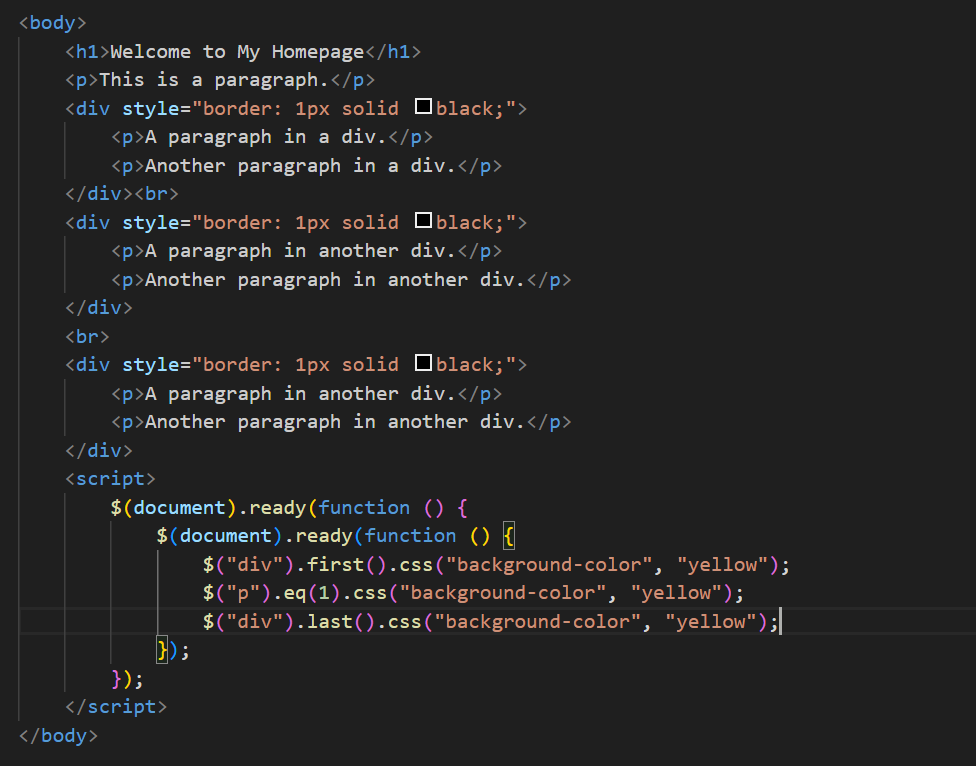 <body>
    <h1>Welcome to My Homepage</h1>
    <p>This is a paragraph.</p>
    <div style="border: 1px solid black;">
        <p>A paragraph in a div.</p>
        <p>Another paragraph in a div.</p>
    </div><br>
    <div style="border: 1px solid black;">
        <p>A paragraph in another div.</p>
        <p>Another paragraph in another div.</p>
    </div>
    <br>
    <div style="border: 1px solid black;">
        <p>A paragraph in another div.</p>
        <p>Another paragraph in another div.</p>
    </div>
    <script>
        $(document).ready(function () {
            $(document).ready(function () {
                $("div").first().css("background-color", "yellow");
                $("p").eq(1).css("background-color", "yellow");
                $("div").last().css("background-color", "yellow");
            });
        });
    </script>
</body>